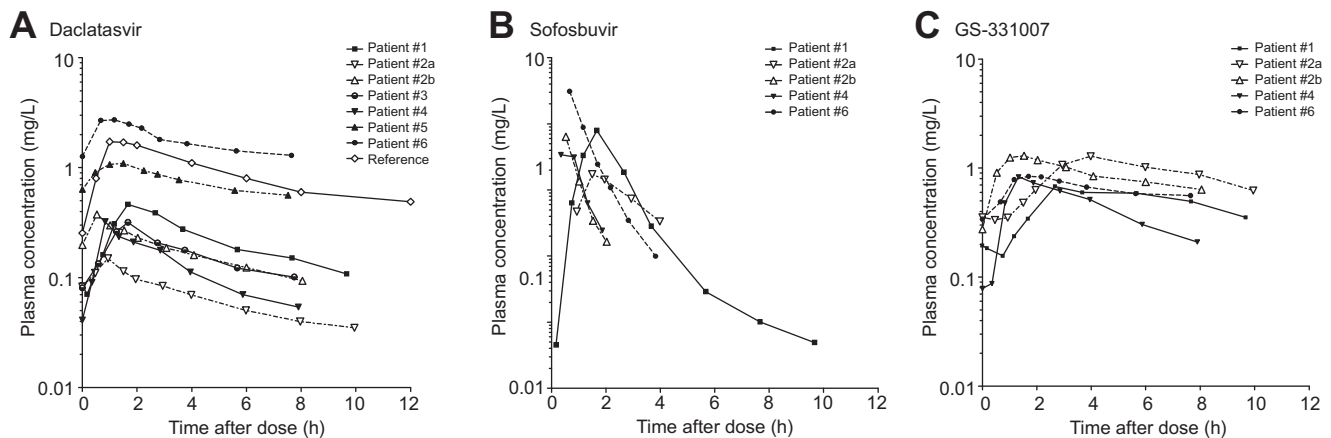 A Daclatasvir
Plasma concentration (mg/L)
10
1
0.1
0.01
0 2 4 6 8 10 12
Time after dose (h)
Patient #1
Patient #2a
Patient #2b
Patient #3
Patient #4
Patient #5
Patient #6
Reference
B Sofosbuvir
Plasma concentration (mg/L)
10
1
0.1
0.01
0 2 4 6 8 10 12
Time after dose (h)
Patient #1
Patient #2a
Patient #2b
Patient #4
Patient #6
C GS-331007
Plasma concentration (mg/L)
10
1
0.1
0.01
0 2 4 6 8 10 12
Time after dose (h)
Patient #1
Patient #2a
Patient #2b
Patient #4
Patient #6